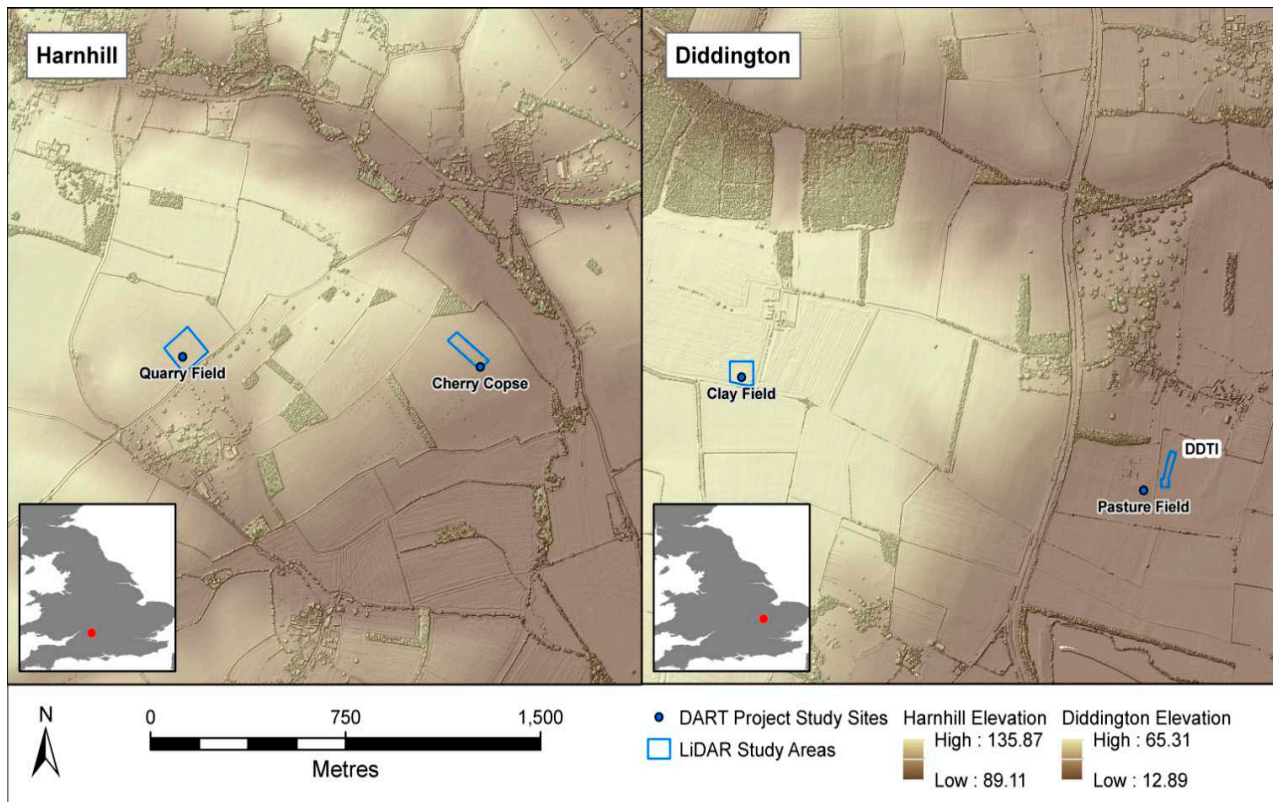 Harnhill
Diddington
Quarry Field
Cherry Copse
Clay Field
DDTI
Pasture Field
N
0 750 1,500
Metres
DART Project Study Sites
LiDAR Study Areas
Harnhill Elevation
High : 135.87
Low : 89.11
Diddington Elevation
High : 65.31
Low : 12.89